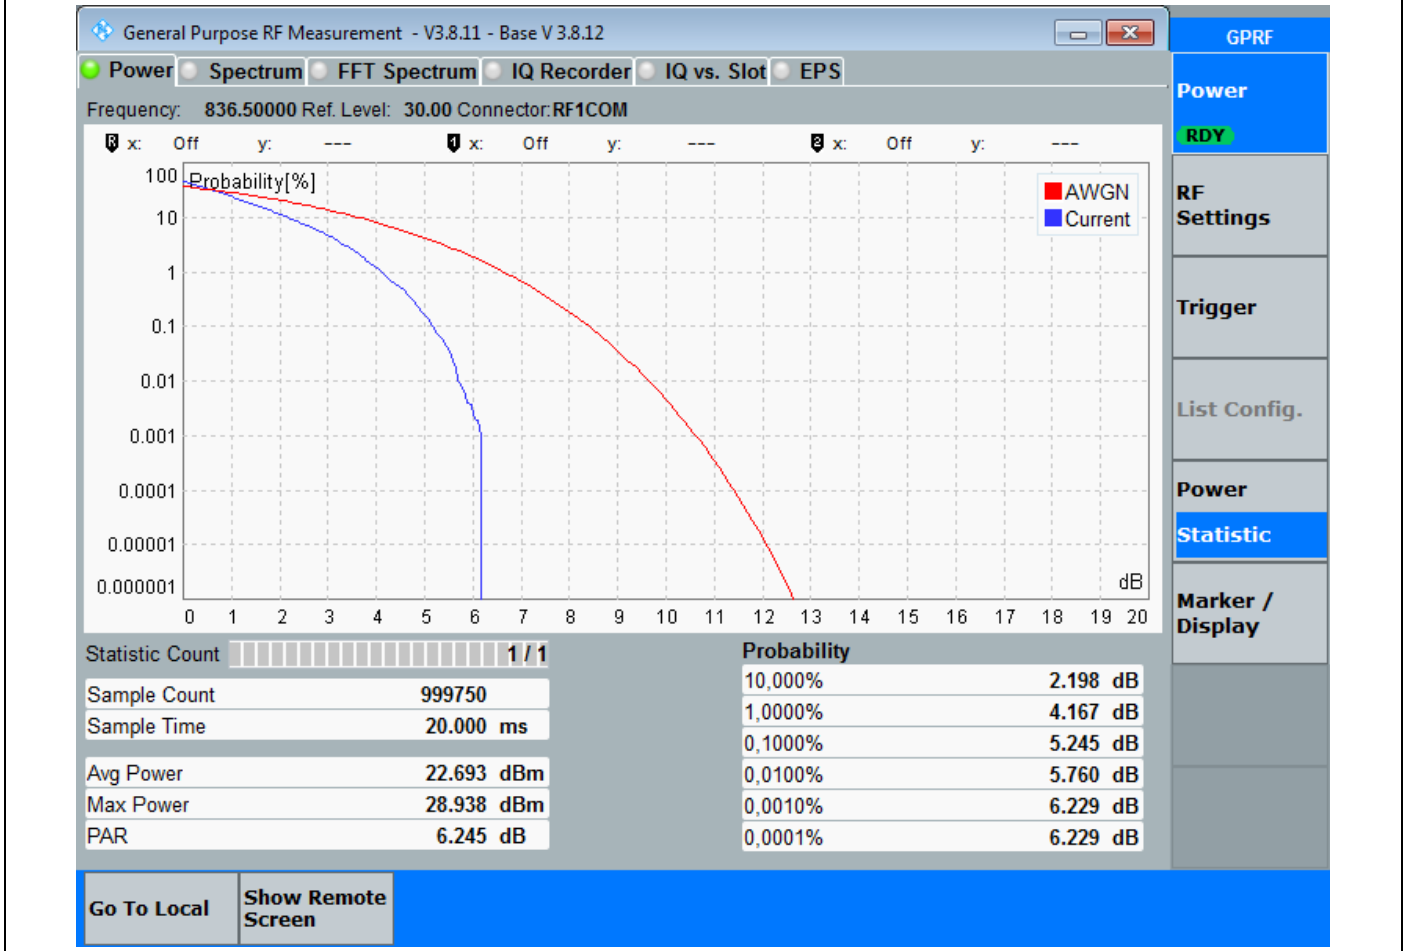 General Purpose RF Measurement - V3.8.11 - Base V 3.8.12
GPRF
Power Spectrum FFT Spectrum IQ Recorder IQ vs. Slot EPS
Frequency: 836.50000 Ref. Level: 30.00 Connector: RF1COM
R x: Off y: --- 1 x: Off y: --- 2 x: Off y: ---
Probability[%]
AWGN
Current
100
10
1
0.1
0.01
0.001
0.0001
0.00001
0.000001
dB
0 1 2 3 4 5 6 7 8 9 10 11 12 13 14 15 16 17 18 19 20
Statistic Count 1 / 1
Sample Count 999750
Sample Time 20.000 ms
Avg Power 22.693 dBm
Max Power 28.938 dBm
PAR 6.245 dB
Probability
10,000% 2.198 dB
1,0000% 4.167 dB
0,1000% 5.245 dB
0,0100% 5.760 dB
0,0010% 6.229 dB
0,0001% 6.229 dB
Power
RDY
RF
Settings
Trigger
List Config.
Power
Statistic
Marker /
Display
Go To Local
Show Remote
Screen